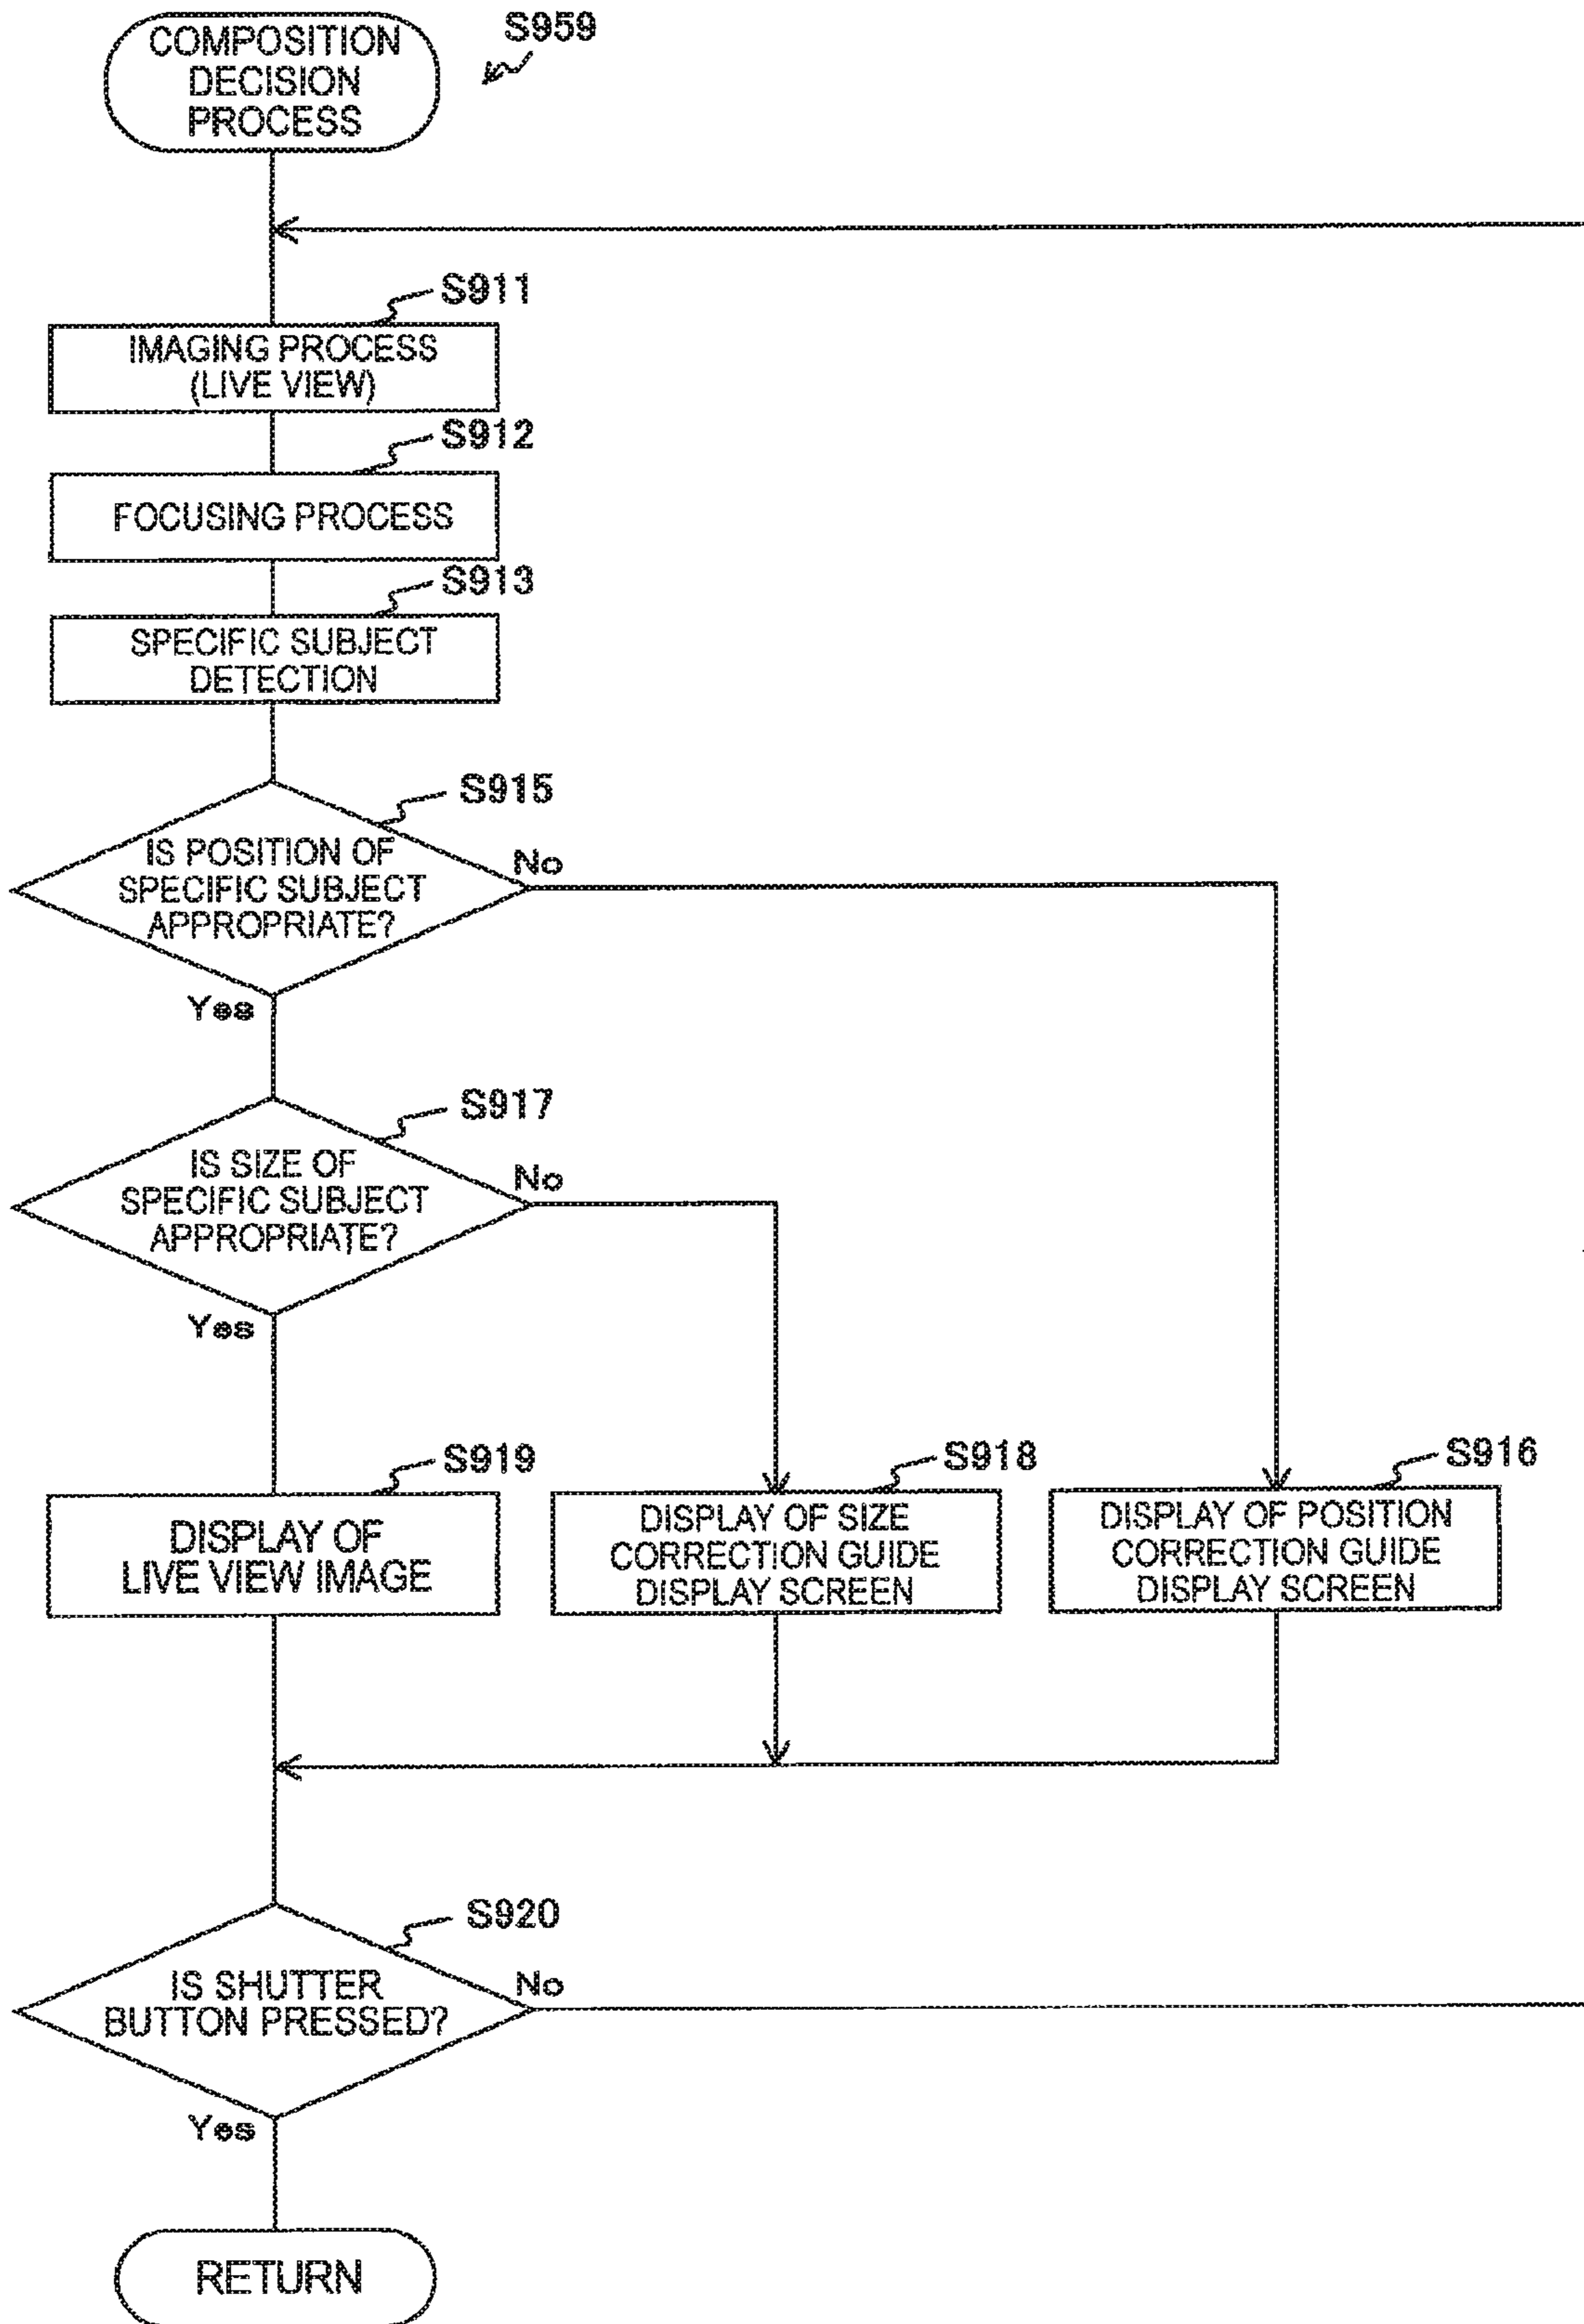 COMPOSITION
DECISION
PROCESS
S959
S911
IMAGING PROCESS
(LIVE VIEW)
S912
FOCUSING PROCESS
S913
SPECIFIC SUBJECT
DETECTION
S915
IS POSITION OF
SPECIFIC SUBJECT
APPROPRIATE?
No
Yes
S917
IS SIZE OF
SPECIFIC SUBJECT
APPROPRIATE?
No
Yes
S919
DISPLAY OF
LIVE VIEW IMAGE
S918
DISPLAY OF SIZE
CORRECTION GUIDE
DISPLAY SCREEN
S916
DISPLAY OF POSITION
CORRECTION GUIDE
DISPLAY SCREEN
S920
IS SHUTTER
BUTTON PRESSED?
No
Yes
RETURN